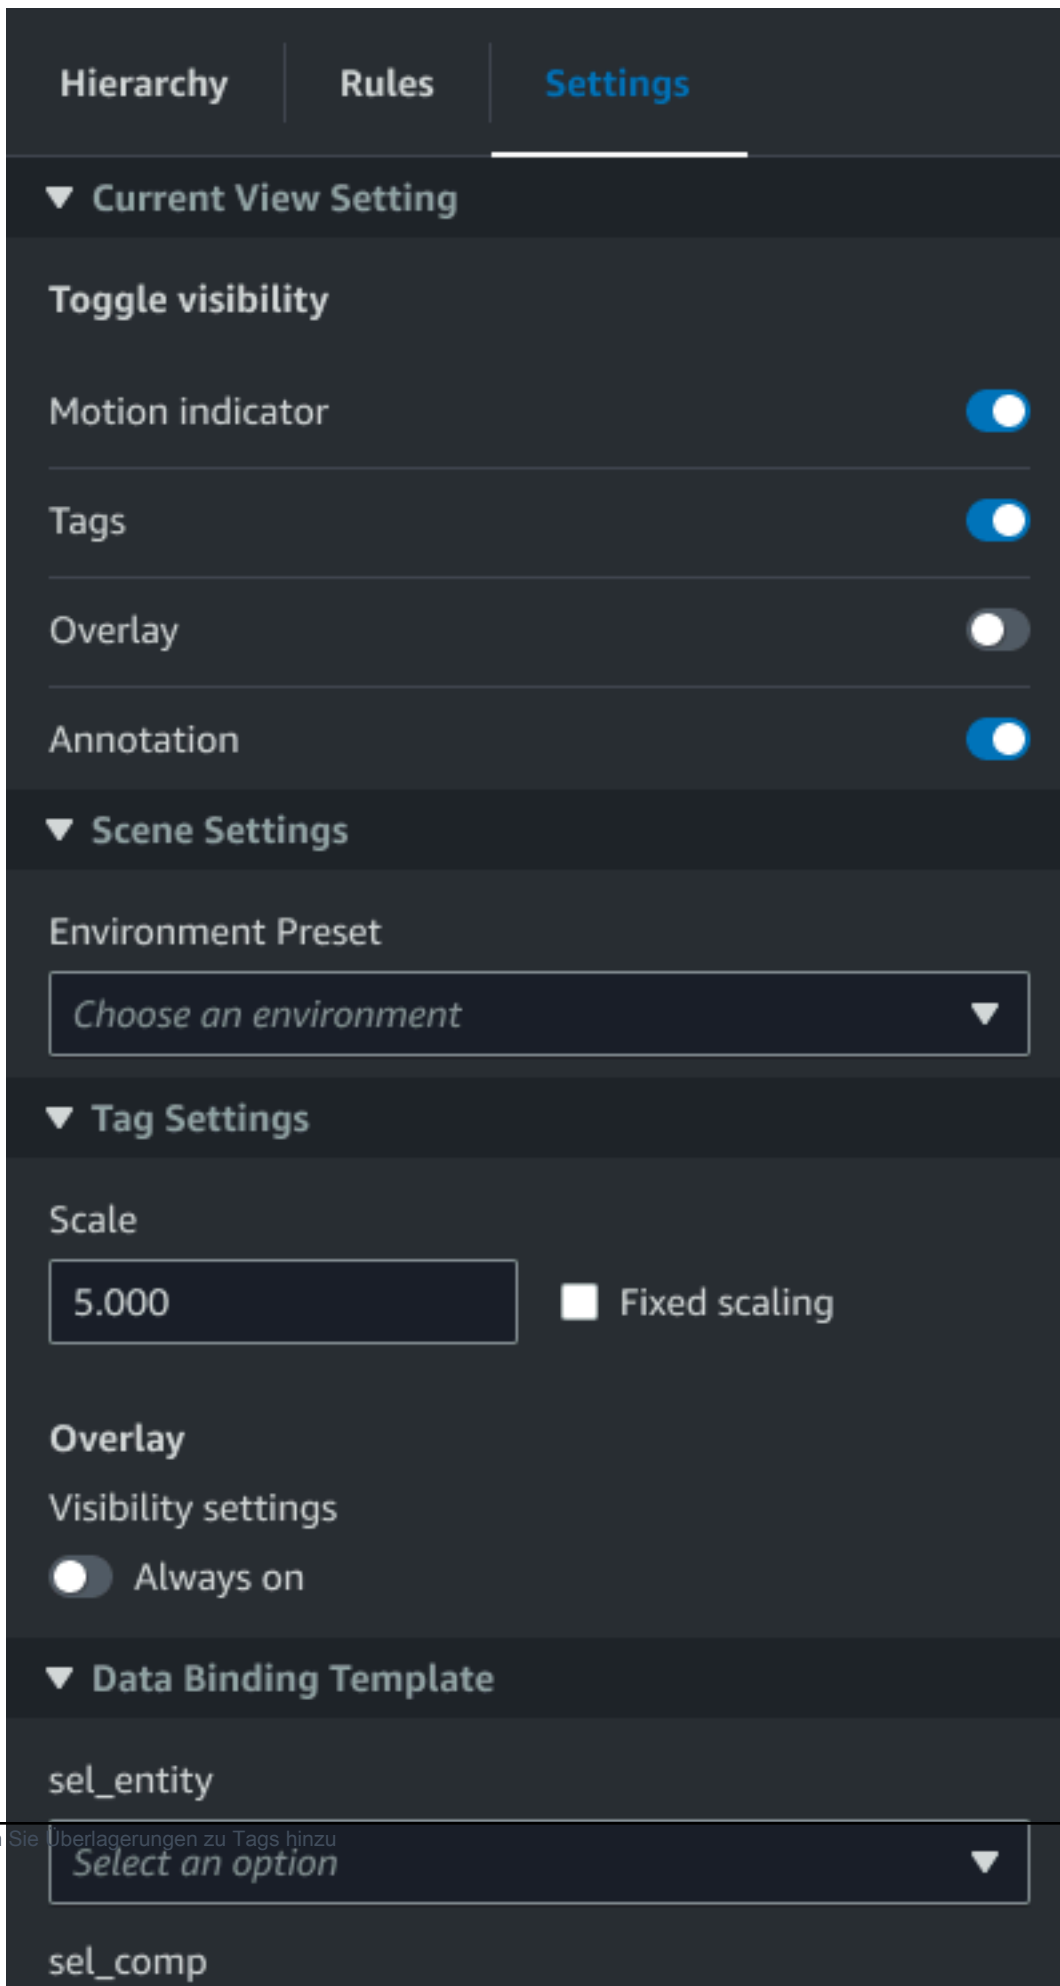 Hierarchy Rules Settings
Current View Setting
Toggle visibility
Motion indicator
Tags
Overlay
Annotation
Scene Settings
Environment Preset
Choose an environment
Tag Settings
Scale
5.000 Fixed scaling
Overlay
Visibility settings
Always on
Data Binding Template
sel_entity
Sie Überlagerungen zu Tags hinzu
Select an option
sel_comp